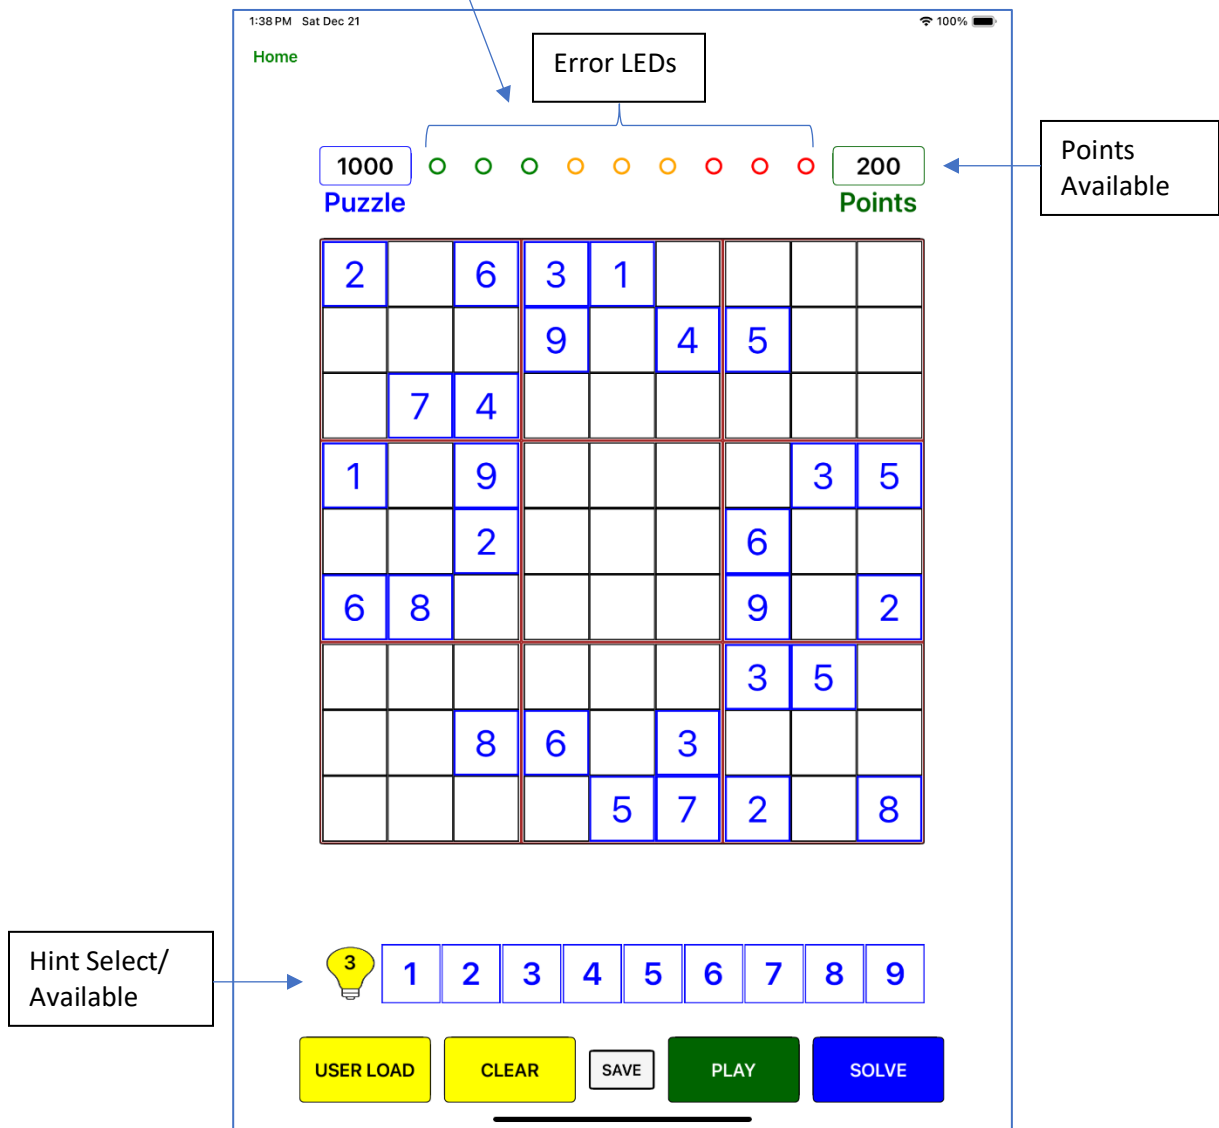 1:38 PM Sat Dec 21
100%
Home
Error LEDs
1000
200
Points
Available
Puzzle
Points
2 6 3 1
9 4 5
7 4
1 9 3 5
2 6
6 8 9 2
3 5
8 6 3
5 7 2 8
Hint Select/
Available
3
1 2 3 4 5 6 7 8 9
USER LOAD CLEAR SAVE PLAY SOLVE